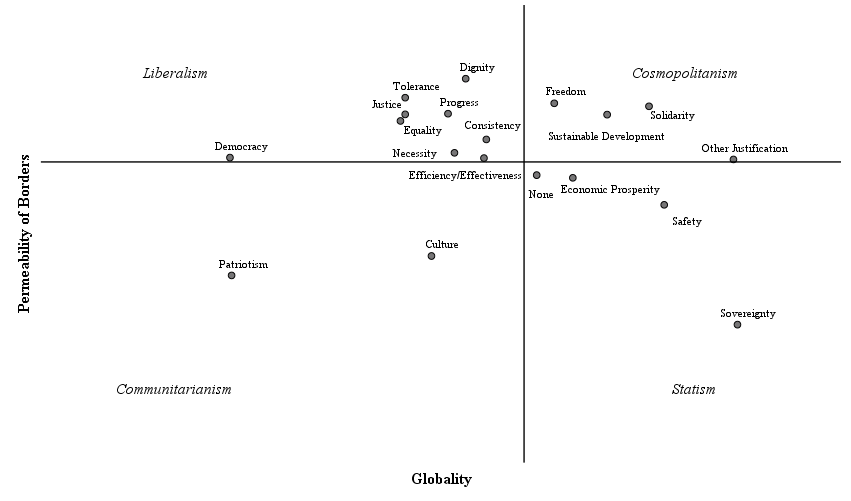 Liberalism
Cosmopolitanism
Dignity
Tolerance
Freedom
Justice
Progress
Solidarity
Equality
Consistency
Sustainable Development
Democracy
Necessity
Other Justification
Efficiency/Effectiveness
None
Economic Prosperity
Safety
Culture
Patriotism
Sovereignty
Communitarianism
Statism
Permeability of Borders
Globality